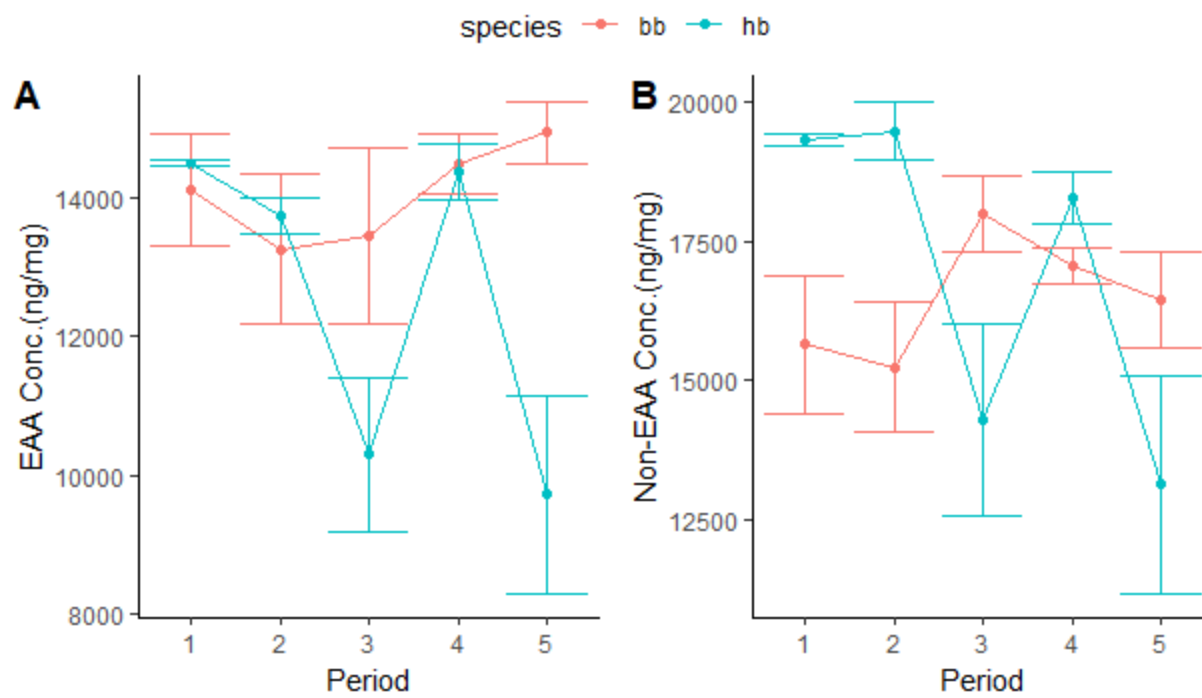 species bb hb
A
EAA Conc.(ng/mg)
14000
12000
10000
8000
1 2 3 4 5
Period
B
Non-EAA Conc.(ng/mg)
20000
17500
15000
12500
1 2 3 4 5
Period